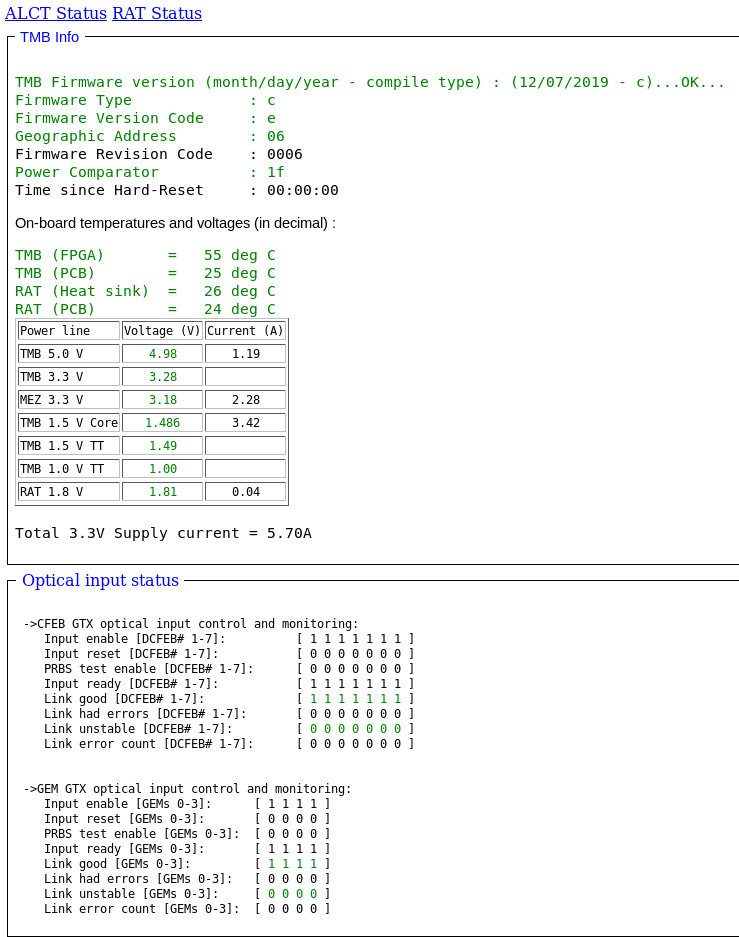 ALCT Status RAT Status
TMB Info
TMB Firmware version (month/day/year - compile type) : (12/07/2019 - c)...OK...
Firmware Type             : c
Firmware Version Code     : e
Geographic Address        : 06
Firmware Revision Code    : 0006
Power Comparator          : 1f
Time since Hard-Reset     : 00:00:00
On-board temperatures and voltages (in decimal) :
TMB (FPGA)       =   55 deg C
TMB (PCB)        =   25 deg C
RAT (Heat sink)  =   26 deg C
RAT (PCB)        =   24 deg C
Power line Voltage (V) Current (A)
TMB 5.0 V 4.98 1.19
TMB 3.3 V 3.28
MEZ 3.3 V 3.18 2.28
TMB 1.5 V Core 1.486 3.42
TMB 1.5 V TT 1.49
TMB 1.0 V TT 1.00
RAT 1.8 V 1.81 0.04
Total 3.3V Supply current = 5.70A
Optical input status
->CFEB GTX optical input control and monitoring:
Input enable [DCFEB# 1-7]:          [ 1 1 1 1 1 1 1 ]
Input reset [DCFEB# 1-7]:           [ 0 0 0 0 0 0 0 ]
PRBS test enable [DCFEB# 1-7]:      [ 0 0 0 0 0 0 0 ]
Input ready [DCFEB# 1-7]:           [ 1 1 1 1 1 1 1 ]
Link good [DCFEB# 1-7]:             [ 1 1 1 1 1 1 1 ]
Link had errors [DCFEB# 1-7]:       [ 0 0 0 0 0 0 0 ]
Link unstable [DCFEB# 1-7]:         [ 0 0 0 0 0 0 0 ]
Link error count [DCFEB# 1-7]:      [ 0 0 0 0 0 0 0 ]
->GEM GTX optical input control and monitoring:
Input enable [GEMs 0-3]:      [ 1 1 1 1 ]
Input reset [GEMs 0-3]:       [ 0 0 0 0 ]
PRBS test enable [GEMs 0-3]:  [ 0 0 0 0 ]
Input ready [GEMs 0-3]:       [ 1 1 1 1 ]
Link good [GEMs 0-3]:         [ 1 1 1 1 ]
Link had errors [GEMs 0-3]:   [ 0 0 0 0 ]
Link unstable [GEMs 0-3]:     [ 0 0 0 0 ]
Link error count [GEMs 0-3]:  [ 0 0 0 0 ]